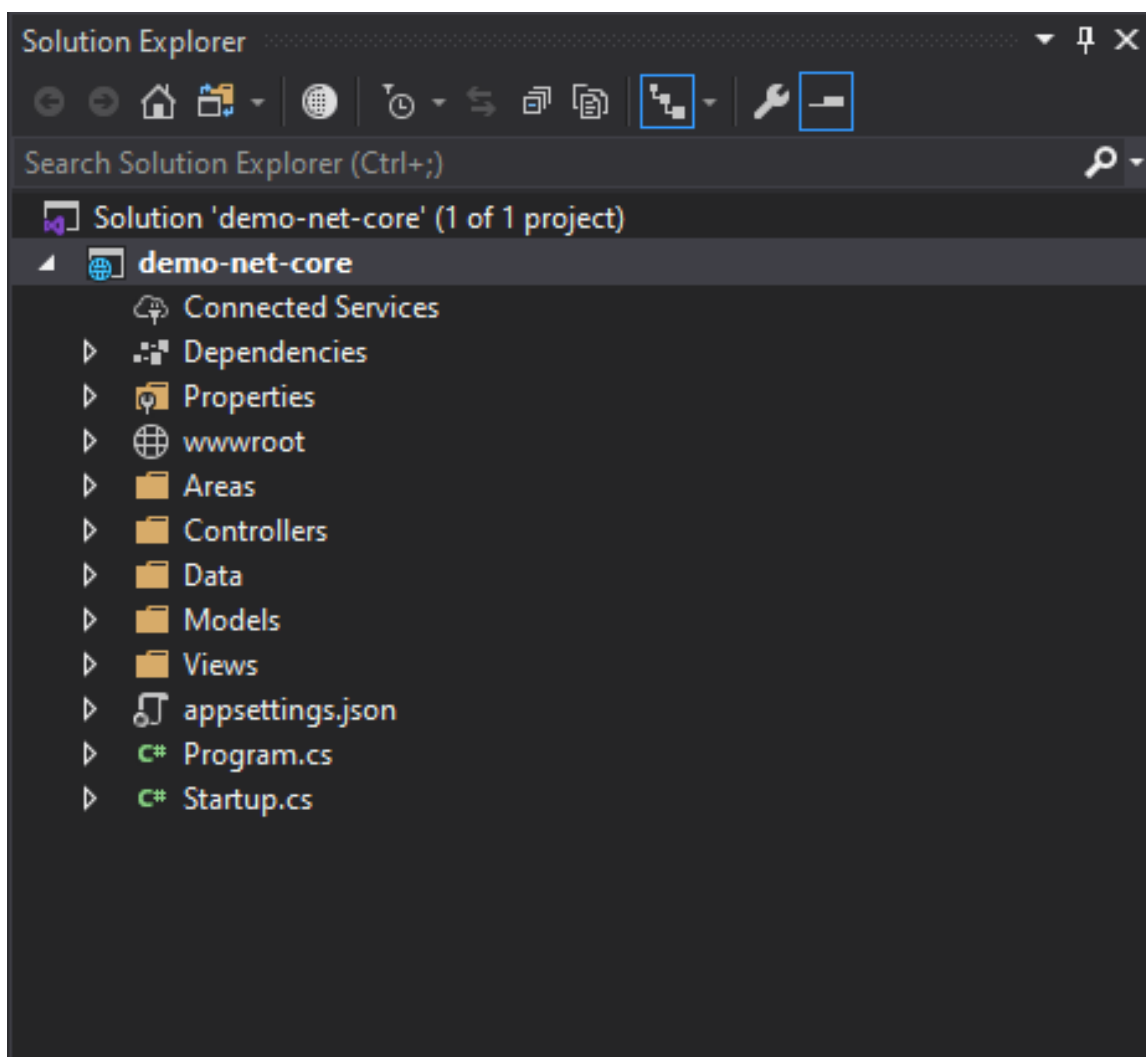 Solution Explorer
Search Solution Explorer (Ctrl+;)
Solution 'demo-net-core' (1 of 1 project)
demo-net-core
Connected Services
Dependencies
Properties
wwwroot
Areas
Controllers
Data
Models
Views
appsettings.json
C# Program.cs
C# Startup.cs